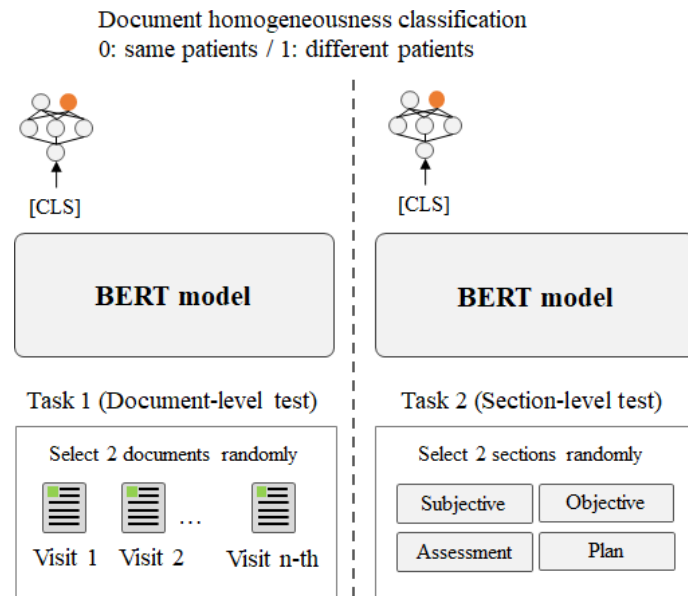 Document homogeneousness classification
0: same patients / 1: different patients
[CLS]
[CLS]
BERT model
BERT model
Task 1 (Document-level test)
Select 2 documents randomly
...
Visit 1
Visit 2
Visit n-th
Task 2 (Section-level test)
Select 2 sections randomly
Subjective
Objective
Assessment
Plan